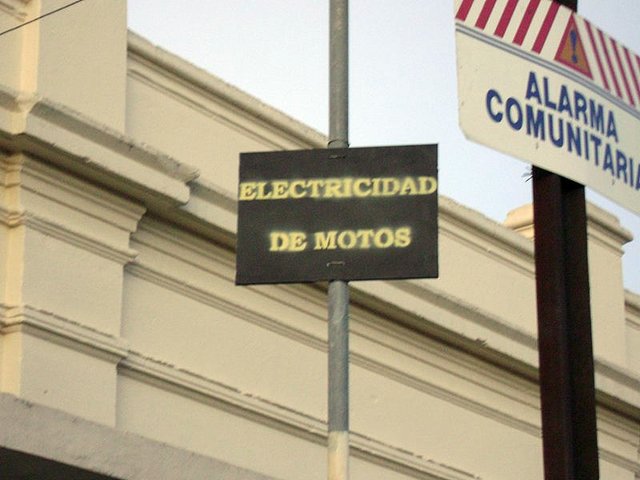 ELECTRICIDAD
DE MOTOS
ALARMA
COMUNITARIA